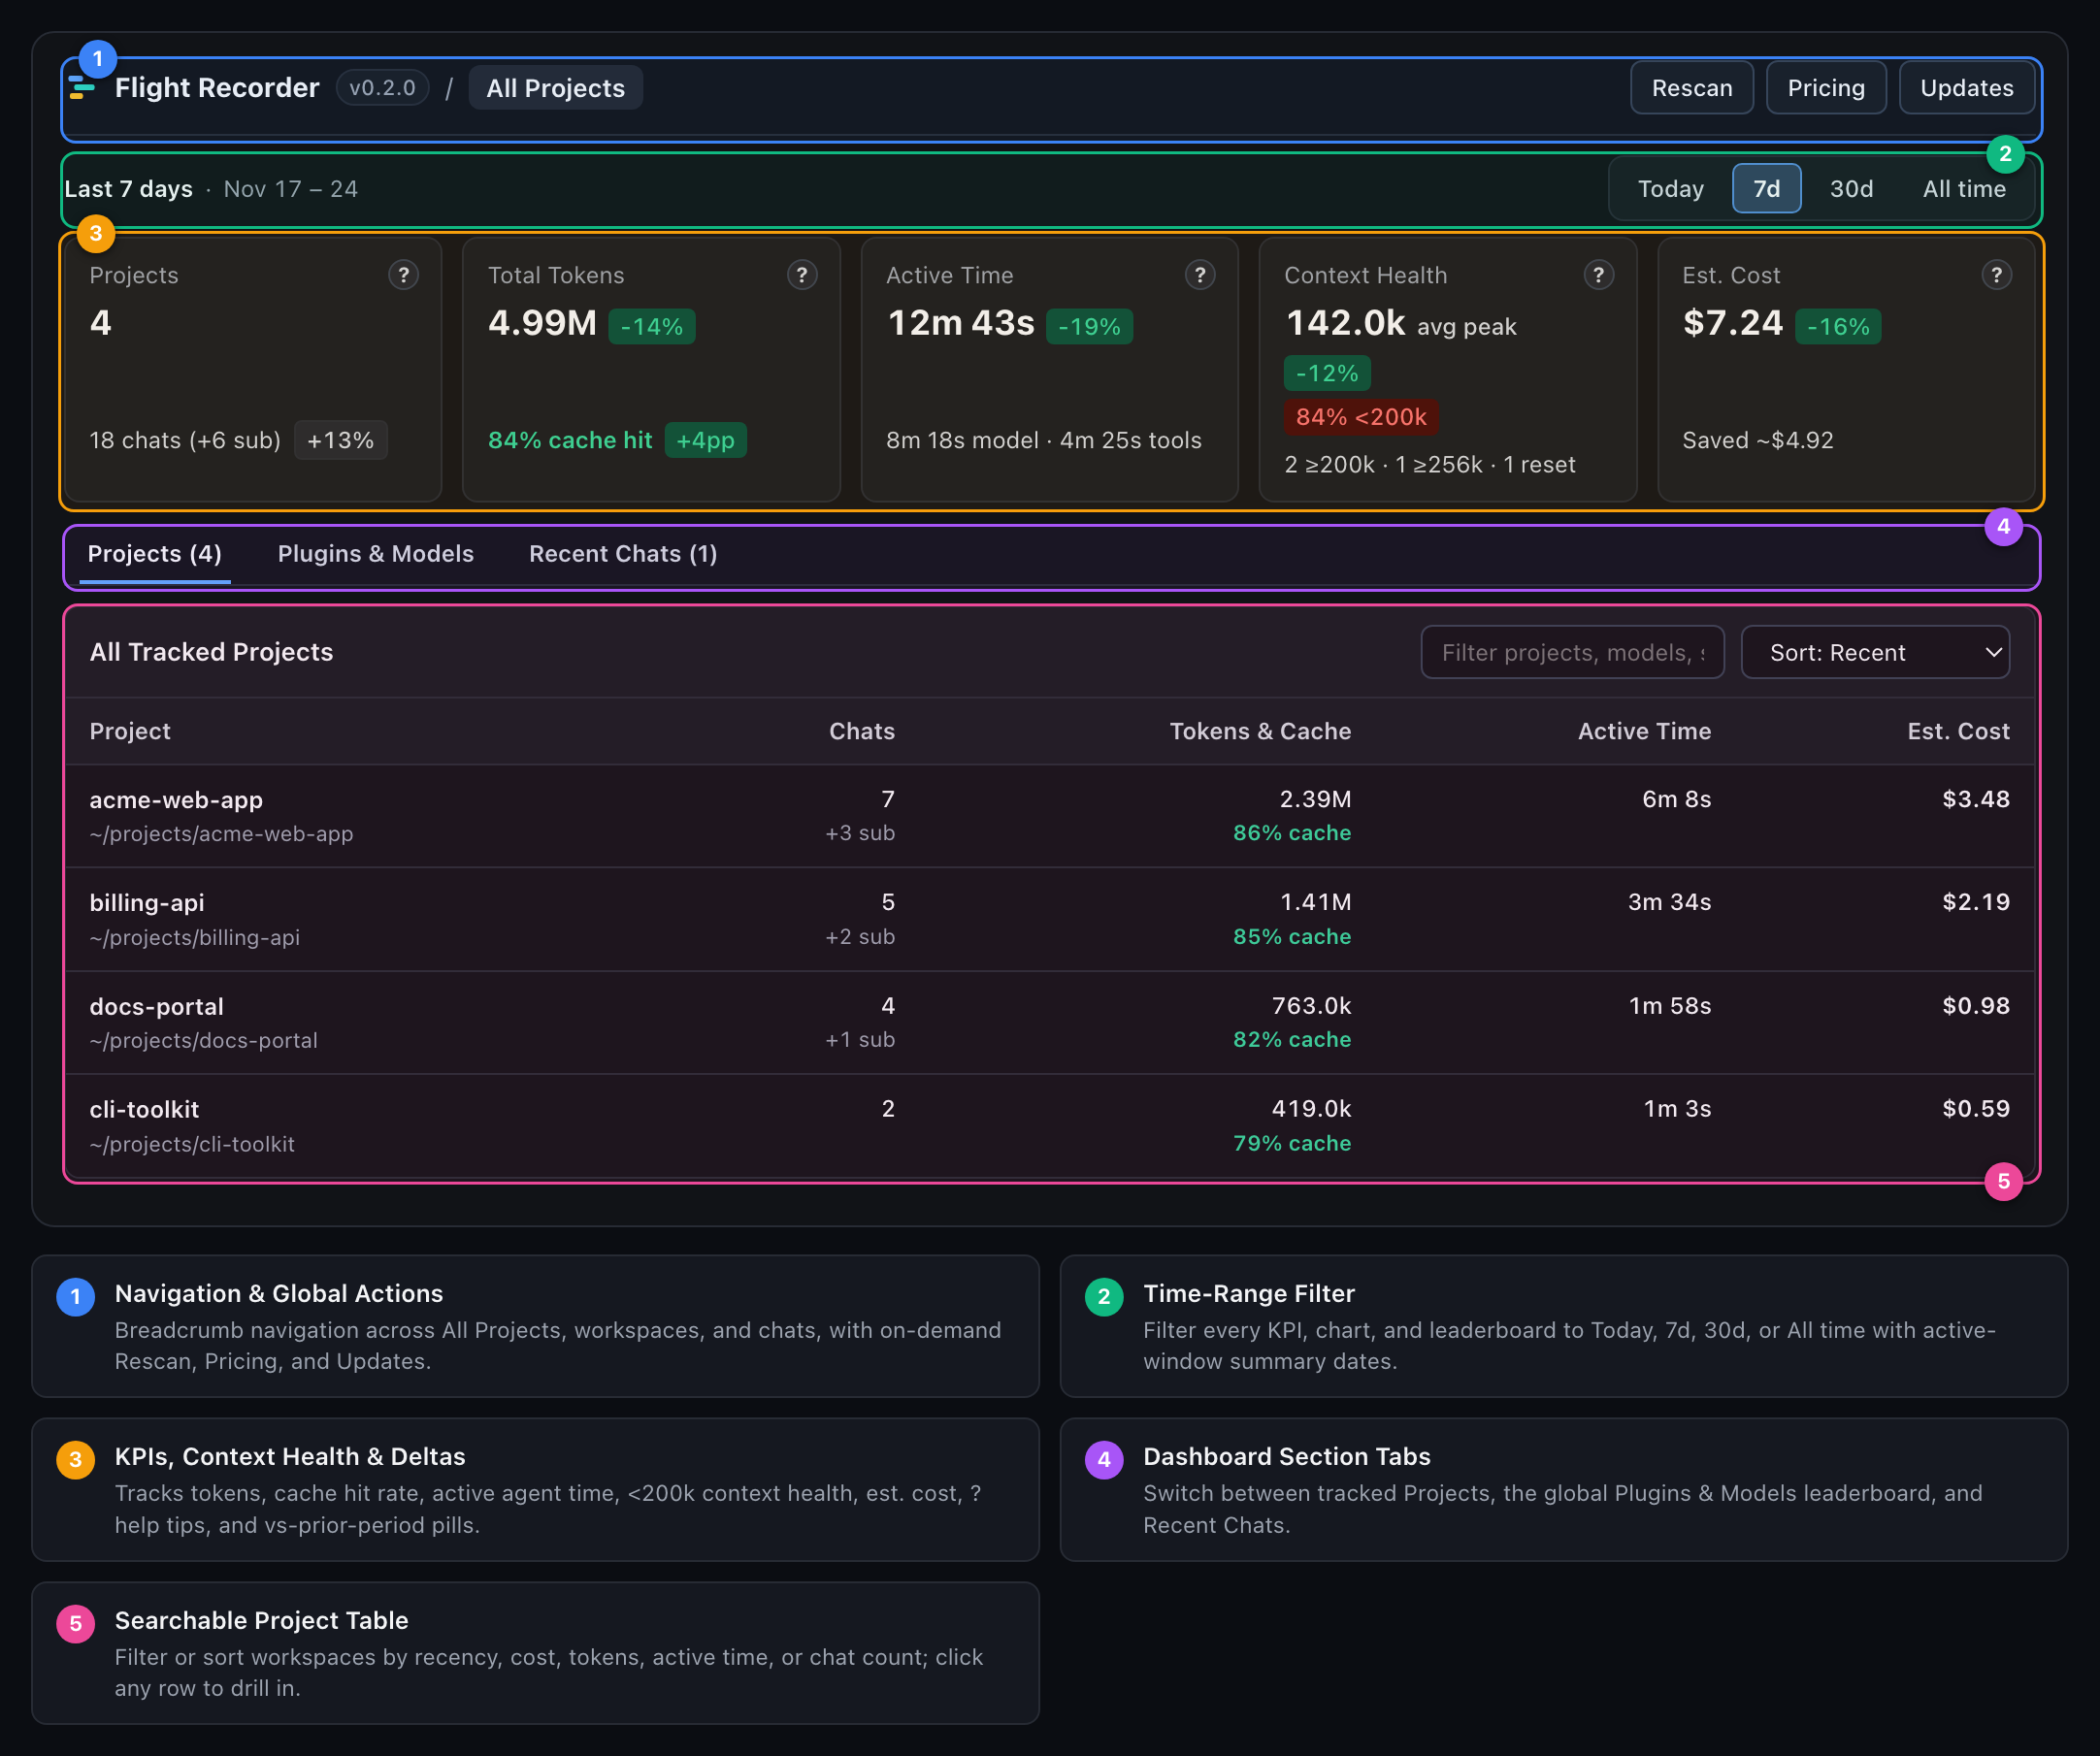 1
Flight Recorder v0.2.0 / All Projects Rescan Pricing Updates
2
Last 7 days · Nov 17 – 24 Today 7d 30d All time
3
Projects ? Total Tokens ? Active Time ? Context Health ? Est. Cost ?
4 4.99M -14% 12m 43s -19% 142.0k avg peak $7.24 -16%
-12%
84% <200k
18 chats (+6 sub) +13% 84% cache hit +4pp 8m 18s model · 4m 25s tools 2 ≥200k · 1 ≥256k · 1 reset Saved ~$4.92
4
Projects (4) Plugins & Models Recent Chats (1)
All Tracked Projects Filter projects, models, Sort: Recent
Project Chats Tokens & Cache Active Time Est. Cost
acme-web-app 7 2.39M 6m 8s $3.48
~/projects/acme-web-app +3 sub 86% cache
billing-api 5 1.41M 3m 34s $2.19
~/projects/billing-api +2 sub 85% cache
docs-portal 4 763.0k 1m 58s $0.98
~/projects/docs-portal +1 sub 82% cache
cli-toolkit 2 419.0k 1m 3s $0.59
~/projects/cli-toolkit 79% cache
5
1 Navigation & Global Actions
Breadcrumb navigation across All Projects, workspaces, and chats, with on-demand
Rescan, Pricing, and Updates.
2 Time-Range Filter
Filter every KPI, chart, and leaderboard to Today, 7d, 30d, or All time with active-
window summary dates.
3 KPIs, Context Health & Deltas
Tracks tokens, cache hit rate, active agent time, <200k context health, est. cost, ?
help tips, and vs-prior-period pills.
4 Dashboard Section Tabs
Switch between tracked Projects, the global Plugins & Models leaderboard, and
Recent Chats.
5 Searchable Project Table
Filter or sort workspaces by recency, cost, tokens, active time, or chat count; click
any row to drill in.